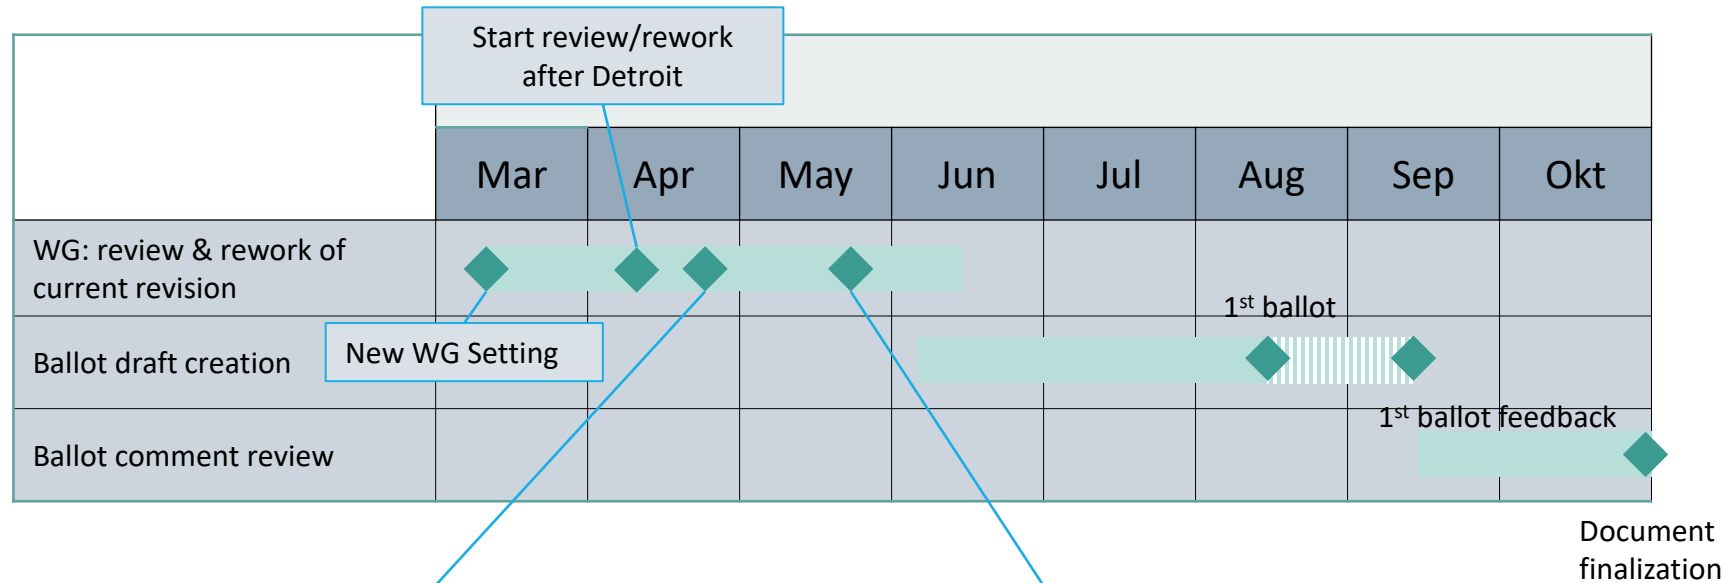 Start review/rework
after Detroit
Mar Apr May Jun Jul Aug Sep Okt
WG: review & rework of
current revision
1st ballot
New WG Setting
Ballot draft creation
1st ballot feedback
Ballot comment review
Document
finalization